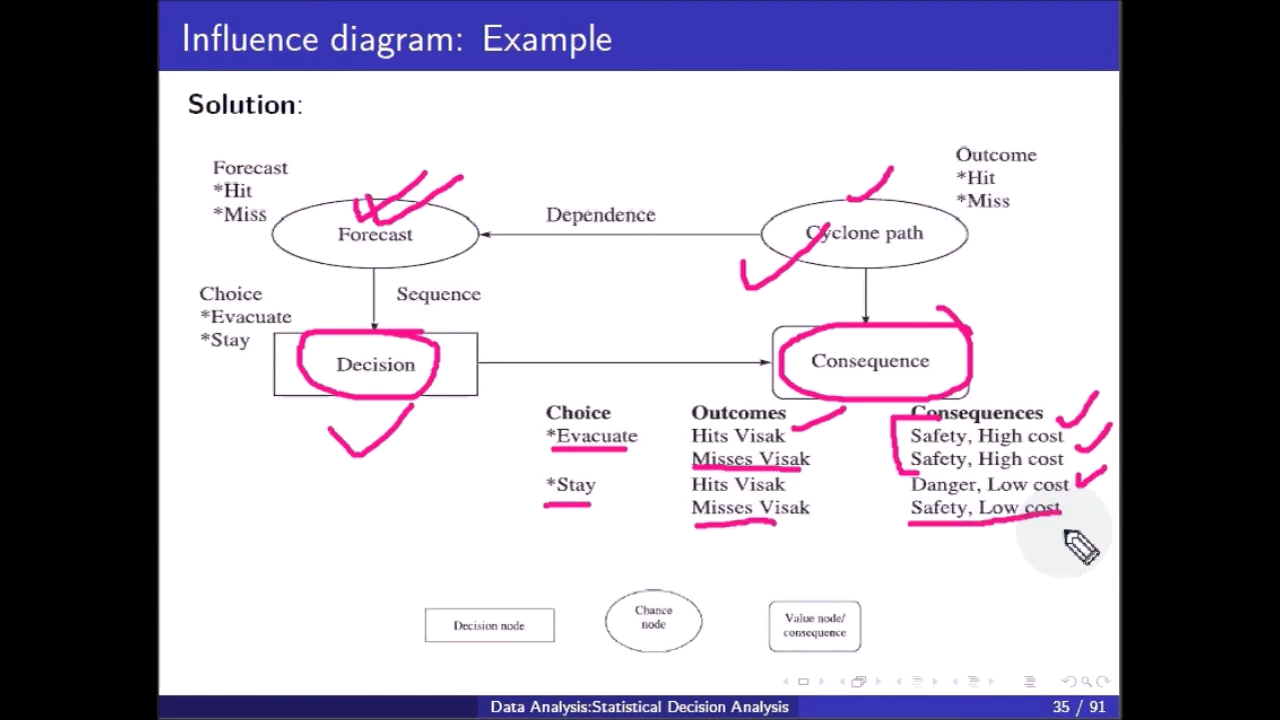 Influence diagram: Example
Solution:
Forecast
*Hit
*Miss
Outcome
*Hit
*Miss
Forecast
Dependence
Cyclone path
Choice
*Evacuate
*Stay
Sequence
Decision
Consequence
Choice Outcomes Consequences
*Evacuate Hits Visak Safety, High cost
Misses Visak Safety, High cost
*Stay Hits Visak Danger, Low cost
Misses Visak Safety, Low cost
Decision node
Chance
node
Value node/
consequence
Data Analysis:Statistical Decision Analysis 35 / 91